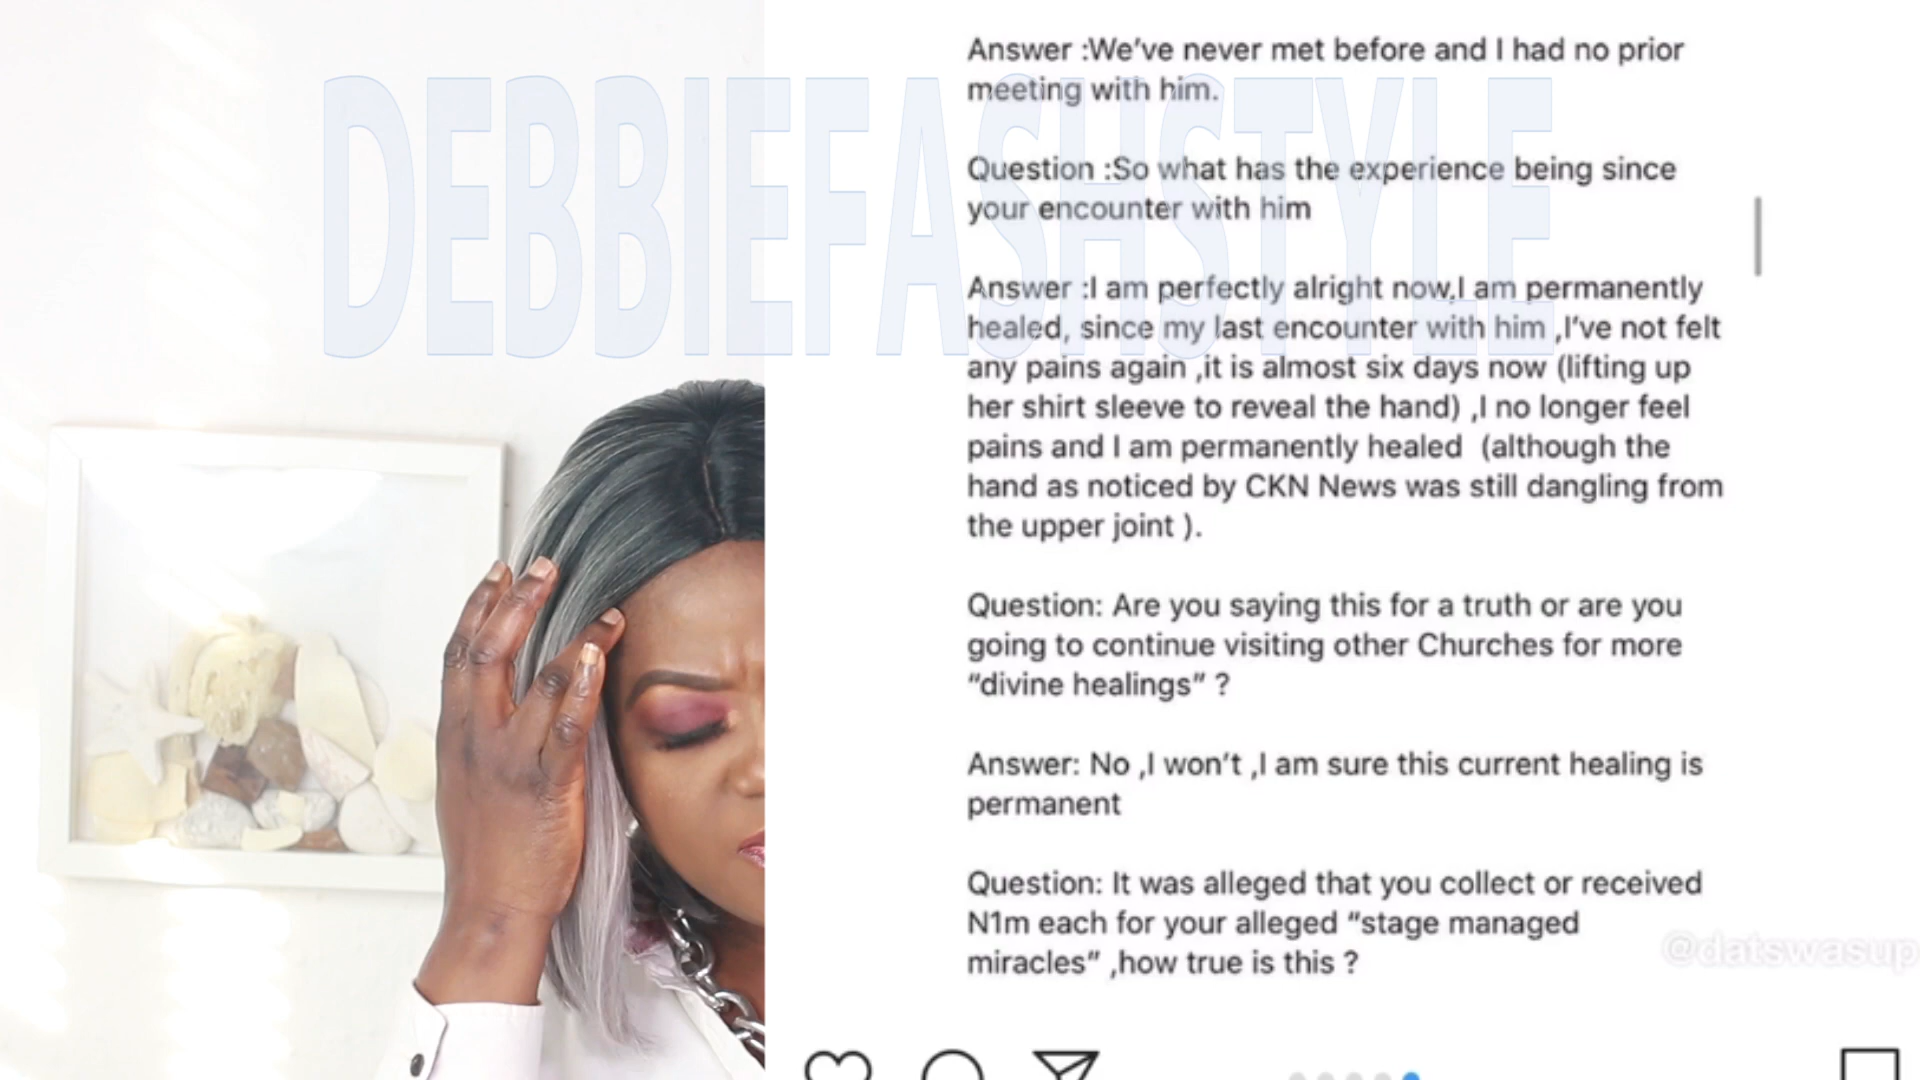 DEBBIEFASHSTYLE
Answer :We’ve never met before and I had no prior
meeting with him.
Question :So what has the experience being since
your encounter with him
Answer :I am perfectly alright now,I am permanently
healed, since my last encounter with him ,I’ve not felt
any pains again ,it is almost six days now (lifting up
her shirt sleeve to reveal the hand) ,I no longer feel
pains and I am permanently healed  (although the
hand as noticed by CKN News was still dangling from
the upper joint ).
Question: Are you saying this for a truth or are you
going to continue visiting other Churches for more
“divine healings” ?
Answer: No ,I won’t ,I am sure this current healing is
permanent
Question: It was alleged that you collect or received
N1m each for your alleged “stage managed
miracles” ,how true is this ?
@datswasup